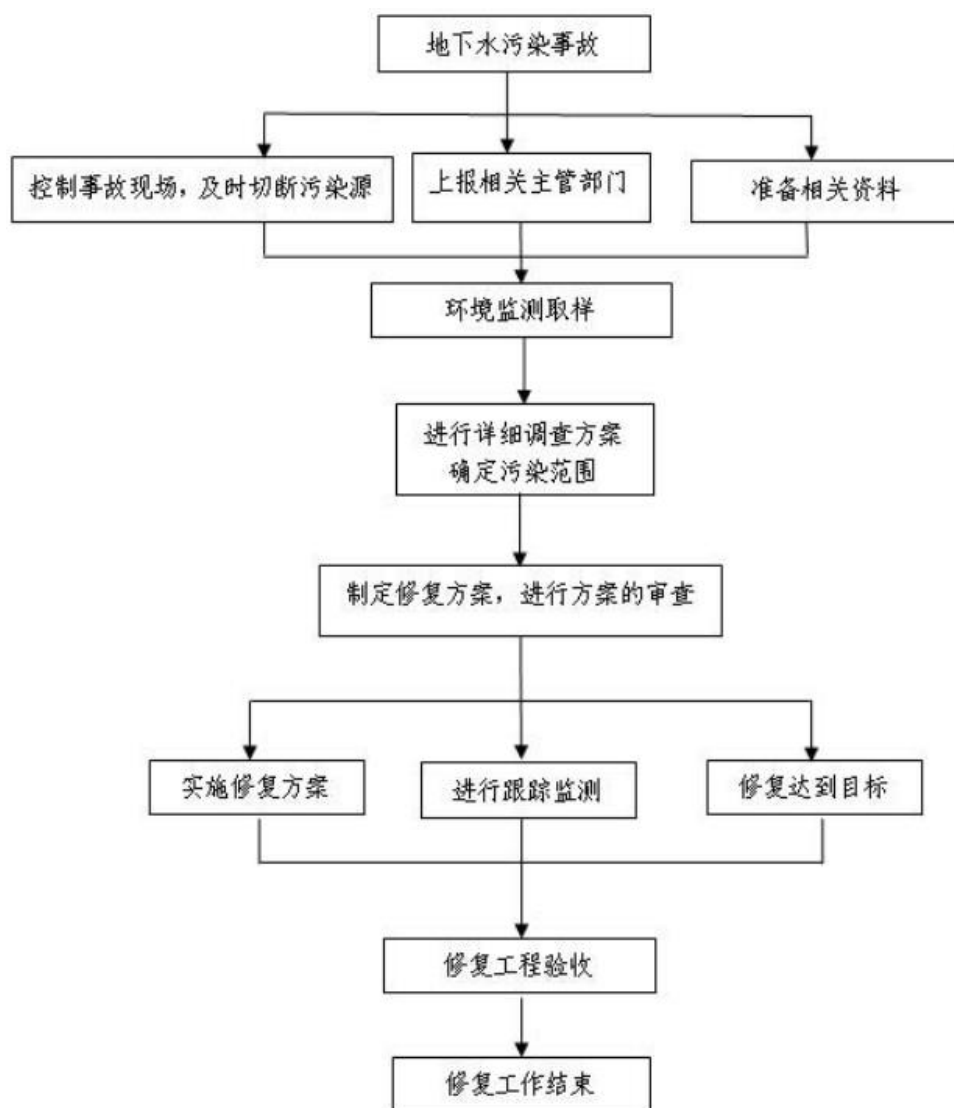 地下水污染事故
控制事故现场，及时切断污染源
上报相关主管部门
准备相关资料
环境监测取样
进行详细调查方案
确定污染范围
制定修复方案，进行方案的审查
实施修复方案
进行跟踪监测
修复达到目标
修复工程验收
修复工作结束